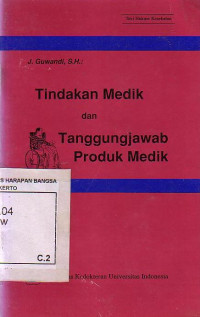 Seri Hukum Kesehatan
J. Guwandi, S.H.:
Tindakan Medik
dan
Tanggungjawab
Produk Medik
S HARAPAN BANGSA
KERTO
.04
W
C.2
Kedokteran Universitas Indonesia